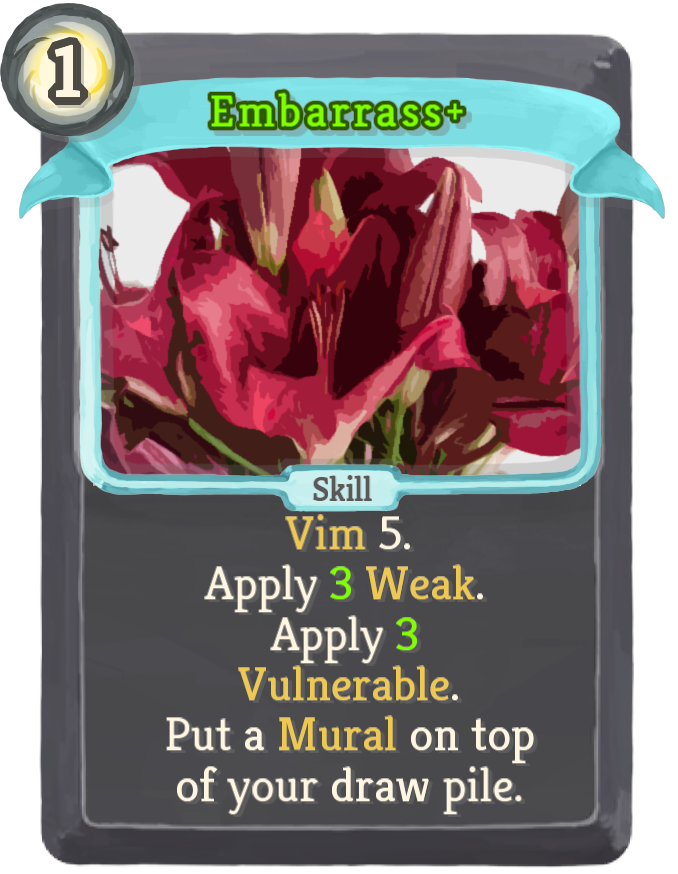 1
Embarrass+
Skill
Vim 5.
Apply 3 Weak.
Apply 3
Vulnerable.
Put a Mural on top
of your draw pile.